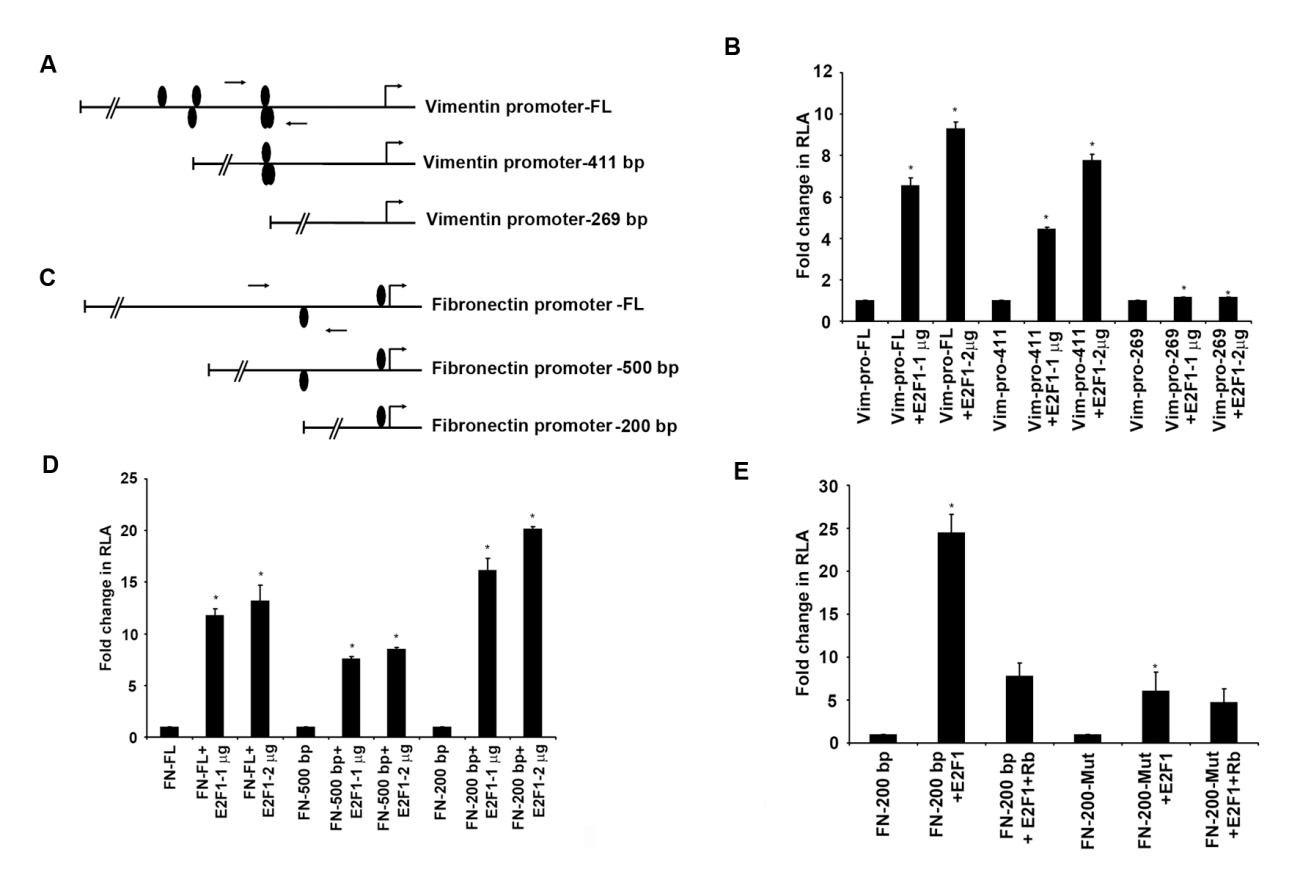 A
Vimentin promoter-FL
Vimentin promoter-411 bp
Vimentin promoter-269 bp
B
Fold change in RLA
12
10
8
6
4
2
0
Vim-pro-FL
Vim-pro-FL
+E2F1-1 μg
Vim-pro-FL
+E2F1-2μg
Vim-pro-411
Vim-pro-411
+E2F1-1 μg
Vim-pro-411
+E2F1-2μg
Vim-pro-269
Vim-pro-269
+E2F1-1 μg
Vim-pro-269
+E2F1-2μg
* * * * * *
C
Fibronectin promoter -FL
Fibronectin promoter -500 bp
Fibronectin promoter -200 bp
D
Fold change in RLA
25
20
15
10
5
0
FN-FL
FN-FL+
E2F1-1 μg
FN-FL+
E2F1-2 μg
FN-500 bp
FN-500 bp+
E2F1-1 μg
FN-500 bp+
E2F1-2 μg
FN-200 bp
FN-200 bp+
E2F1-1 μg
FN-200 bp+
E2F1-2 μg
* * * * * *
E
Fold change in RLA
30
25
20
15
10
5
0
FN-200 bp
FN-200 bp
+E2F1
FN-200 bp
+ E2F1+Rb
FN-200-Mut
FN-200-Mut
+E2F1
FN-200-Mut
+E2F1+Rb
* *